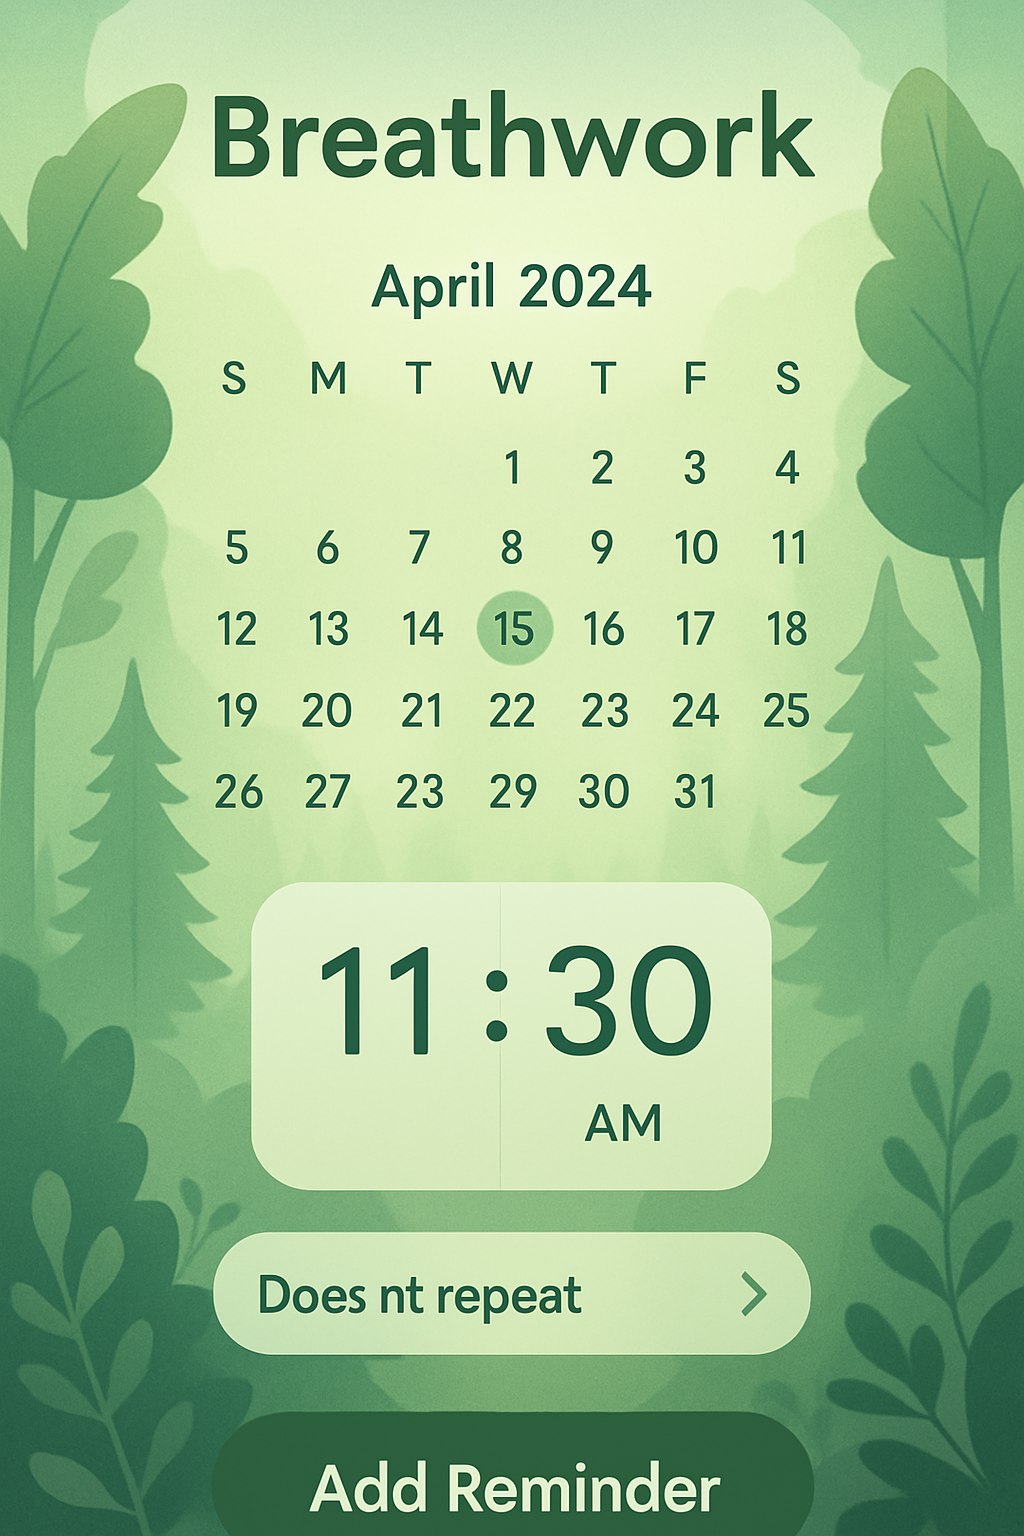 Breathwork
April 2024
S M T W T F S
1 2 3 4
5 6 7 8 9 10 11
12 13 14 15 16 17 18
19 20 21 22 23 24 25
26 27 23 29 30 31
11:30
AM
Does nt repeat
Add Reminder